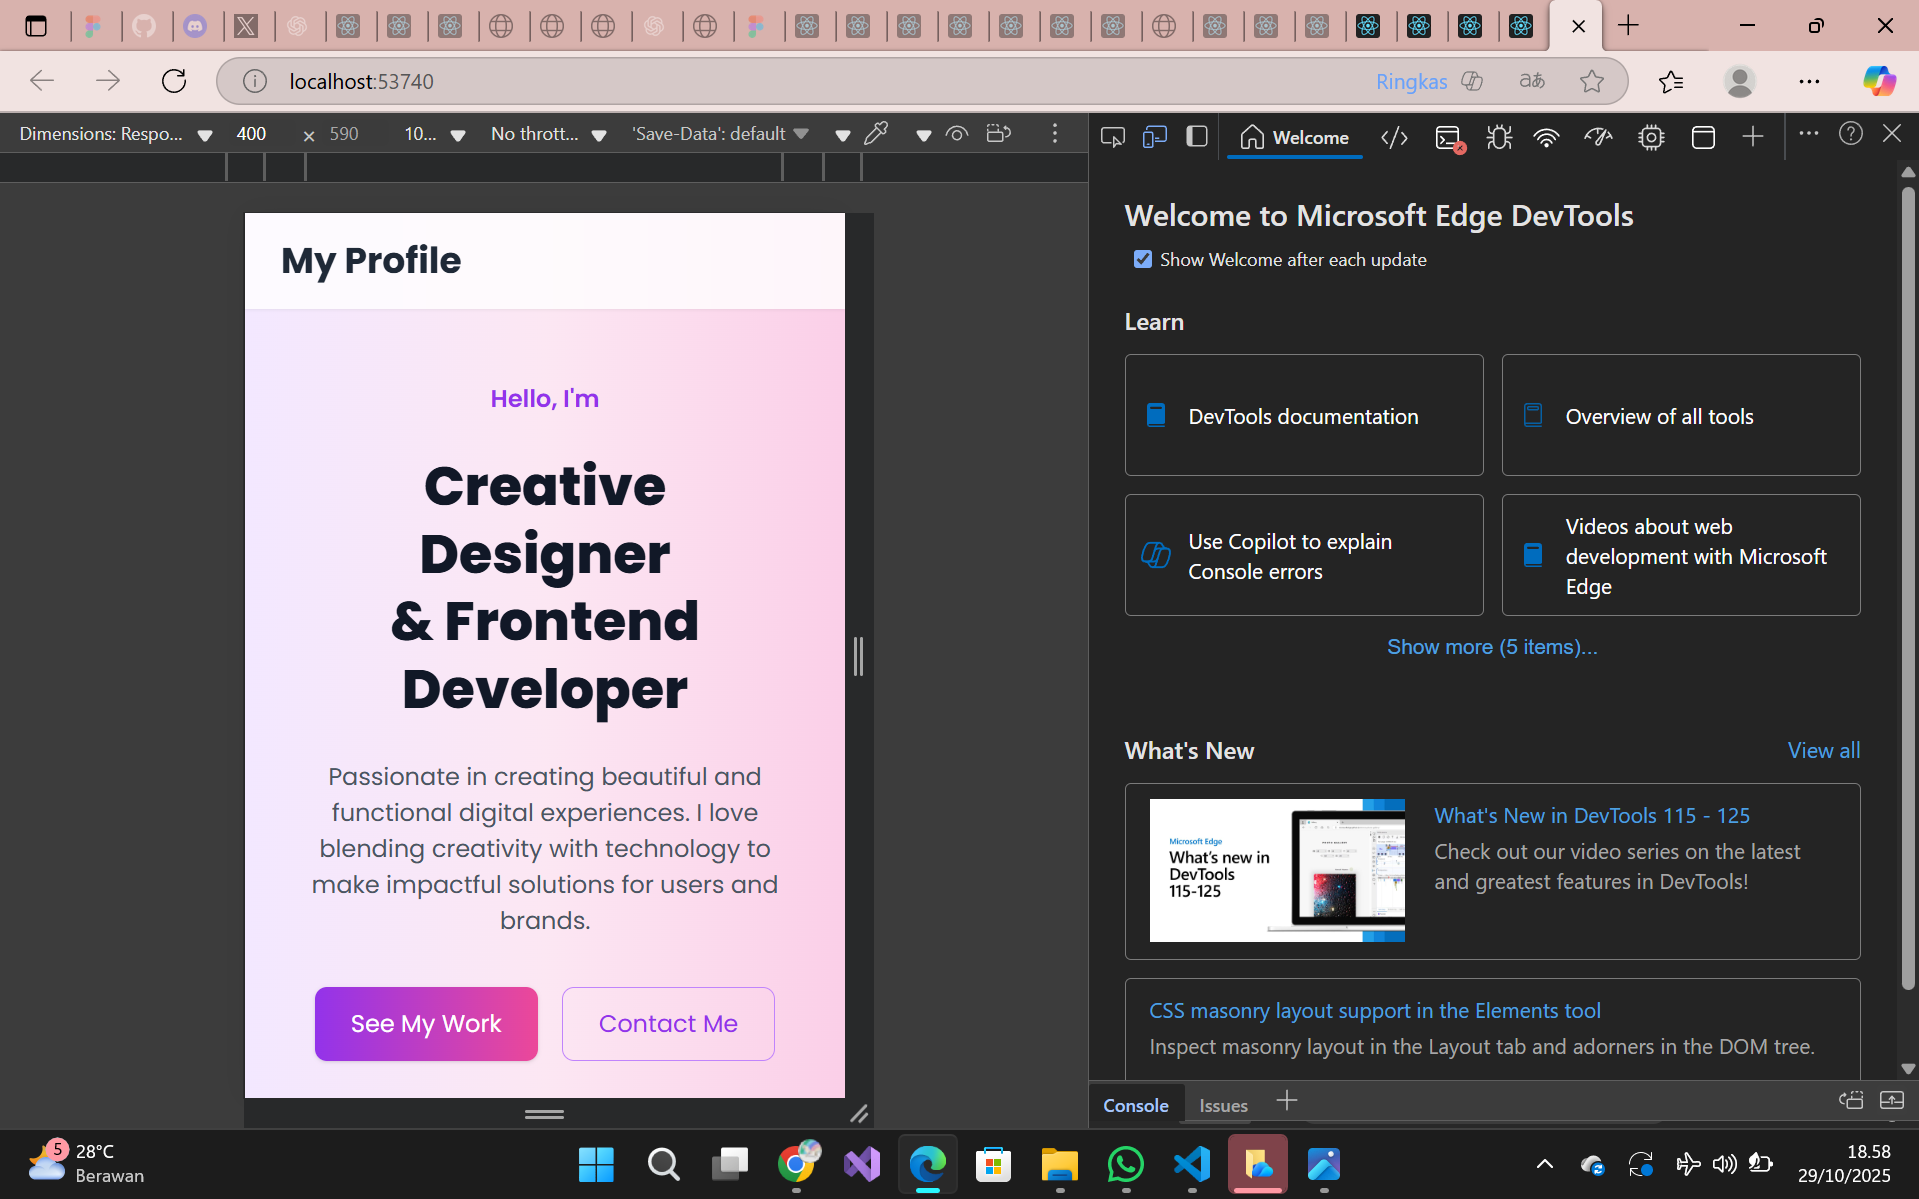 localhost:53740
Ringkas
aあ
Dimensions: Respo...
400
×
590
10...
No thrott...
'Save-Data': default
Welcome
My Profile
Hello, I'm
Creative
Designer
& Frontend
Developer
Passionate in creating beautiful and
functional digital experiences. I love
blending creativity with technology to
make impactful solutions for users and
brands.
See My Work
Contact Me
Welcome to Microsoft Edge DevTools
Show Welcome after each update
Learn
DevTools documentation
Overview of all tools
Use Copilot to explain
Console errors
Videos about web
development with Microsoft
Edge
Show more (5 items)...
What's New
View all
Microsoft Edge
What's new in
DevTools
115-125
What's New in DevTools 115 - 125
Check out our video series on the latest
and greatest features in DevTools!
CSS masonry layout support in the Elements tool
Inspect masonry layout in the Layout tab and adorners in the DOM tree.
Console
Issues
5
28°C
Berawan
18.58
29/10/2025